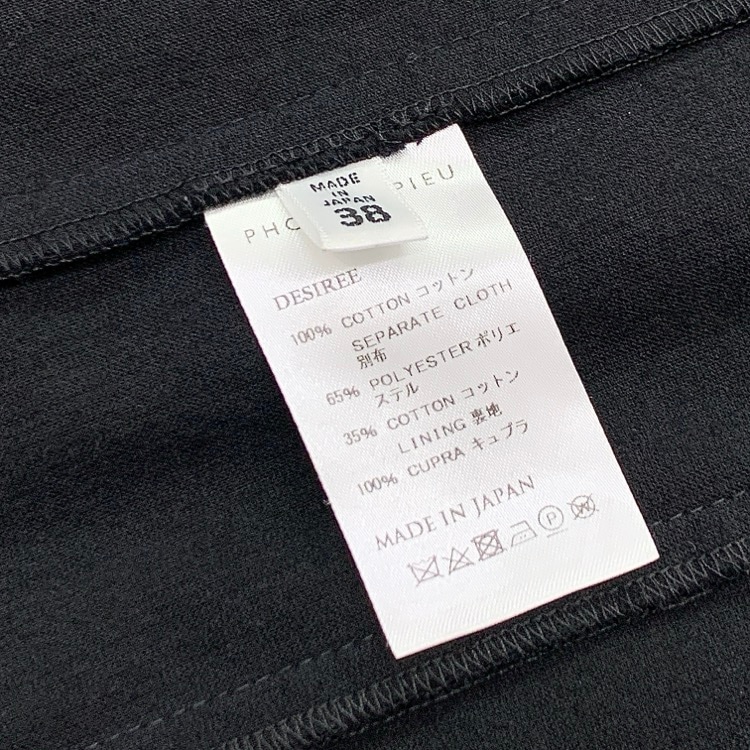 MADE
IN
JAPAN
38
PIEU
DESIREE
100% COTTON コットン
SEPARATE CLOTH
別布
65% POLYESTER ポリエ
ステル
35% COTTON コットン
LINING 裏地
100% CUPRA キュプラ
MADE IN JAPAN
P
W